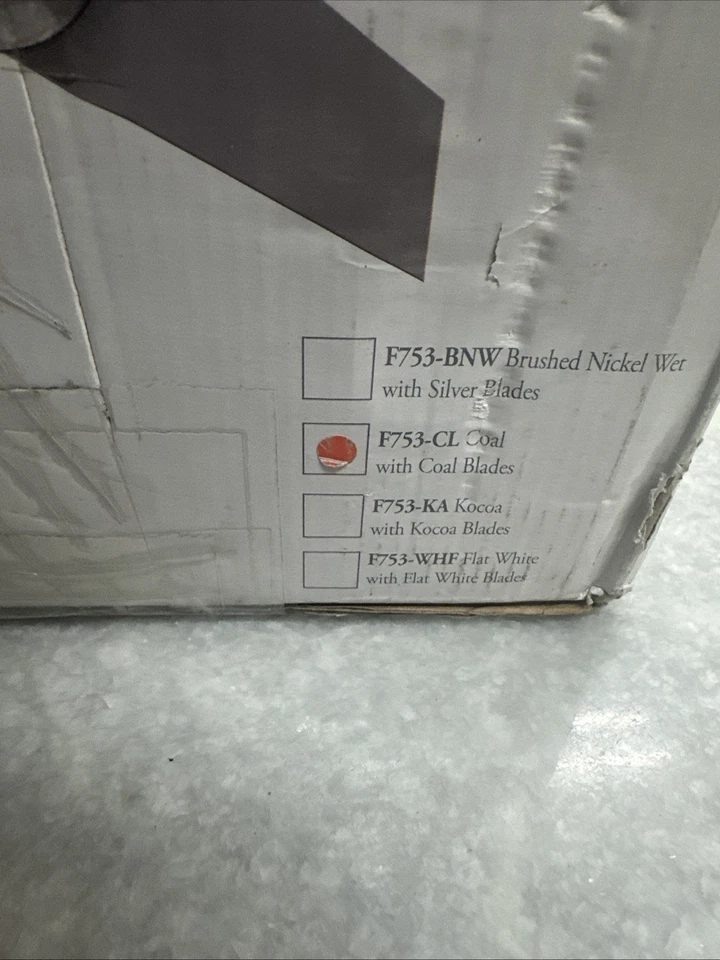 F753-BNW Brushed Nickel Wet
with Silver Blades
F753-CL Coal
with Coal Blades
F753-KA Kocoa
with Kocoa Blades
F753-WHF Flat White
with Flat White Blades